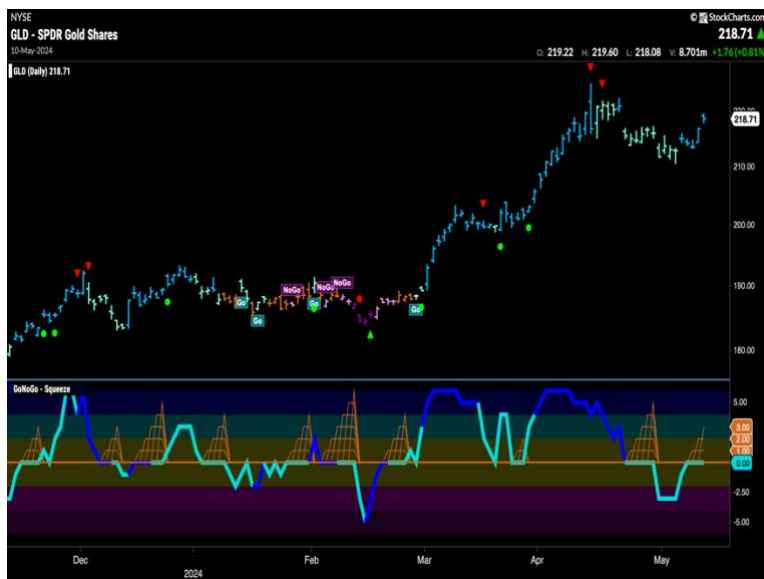 NYSE
© StockCharts.com
GLD - SPDR Gold Shares
218.71
10-May-2024
O: 219.22 H: 219.60 L: 218.08 V: 8.701m +1.76 (+0.81%)
GLD (Daily) 218.71
218.71
210.00
200.00
NoGo
NoGo
NoGo
190.00
Go
Go
Go
Go
180.00
GoNoGo - Squeeze
5.00
3.00
2.00
1.00
0.00
-2.50
-5.00
Dec
Feb
Mar
Apr
May
2024